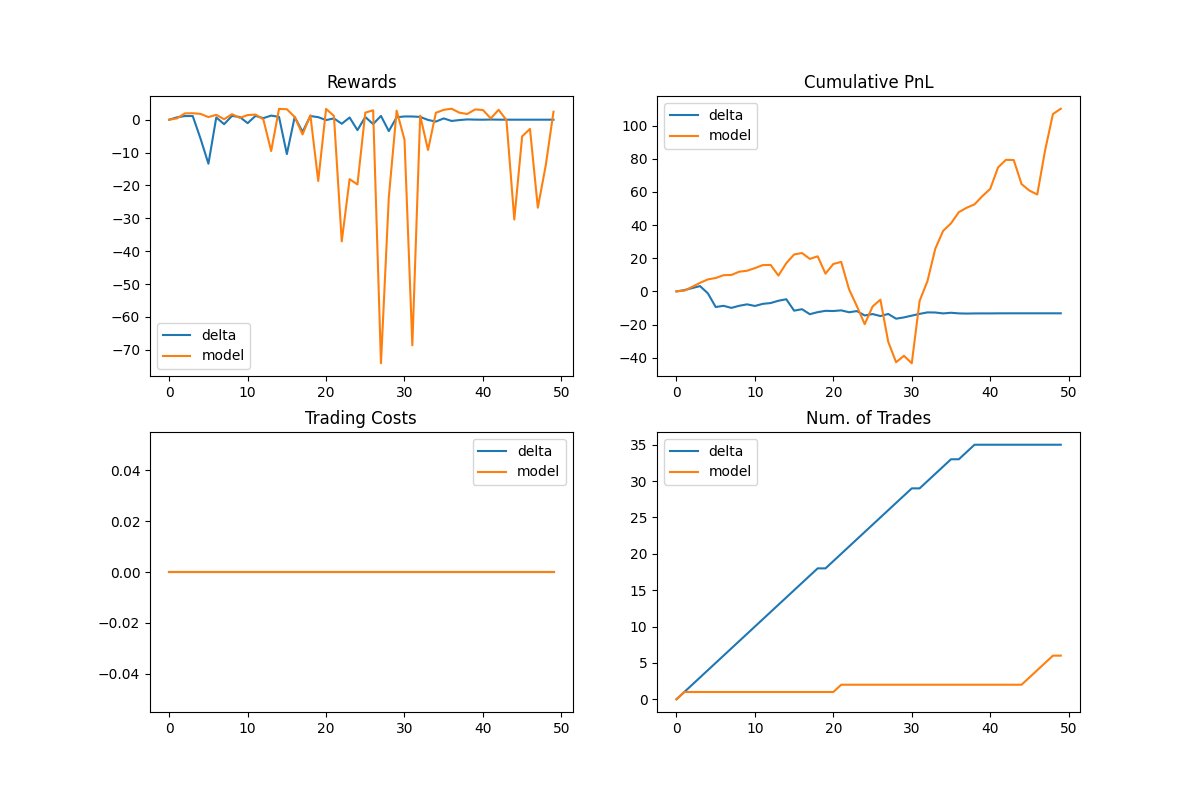 Rewards
0
−10
−20
−30
−40
−50
−60
−70
delta
model
0 10 20 30 40 50
Cumulative PnL
delta
model
100
80
60
40
20
0
−20
−40
0 10 20 30 40 50
Trading Costs
delta
model
0.04
0.02
0.00
−0.02
−0.04
0 10 20 30 40 50
Num. of Trades
delta
model
35
30
25
20
15
10
5
0
0 10 20 30 40 50